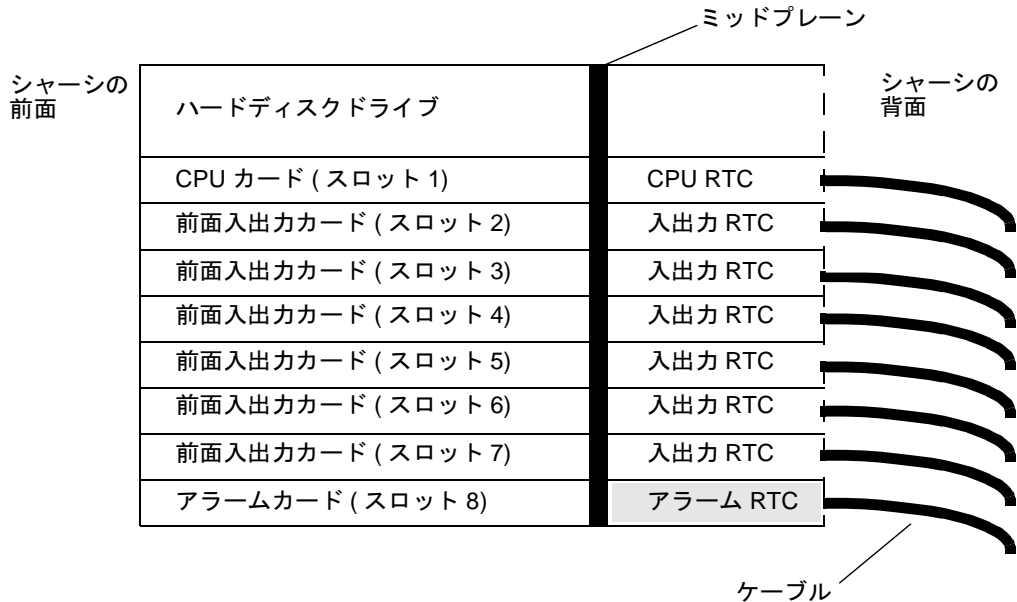 ミッドプレーン
シャーシの
前面
シャーシの
背面
ハードディスクドライブ
CPU カード ( スロット 1) CPU RTC
前面入出力カード ( スロット 2) 入出力 RTC
前面入出力カード ( スロット 3) 入出力 RTC
前面入出力カード ( スロット 4) 入出力 RTC
前面入出力カード ( スロット 5) 入出力 RTC
前面入出力カード ( スロット 6) 入出力 RTC
前面入出力カード ( スロット 7) 入出力 RTC
アラームカード ( スロット 8) アラーム RTC
ケーブル